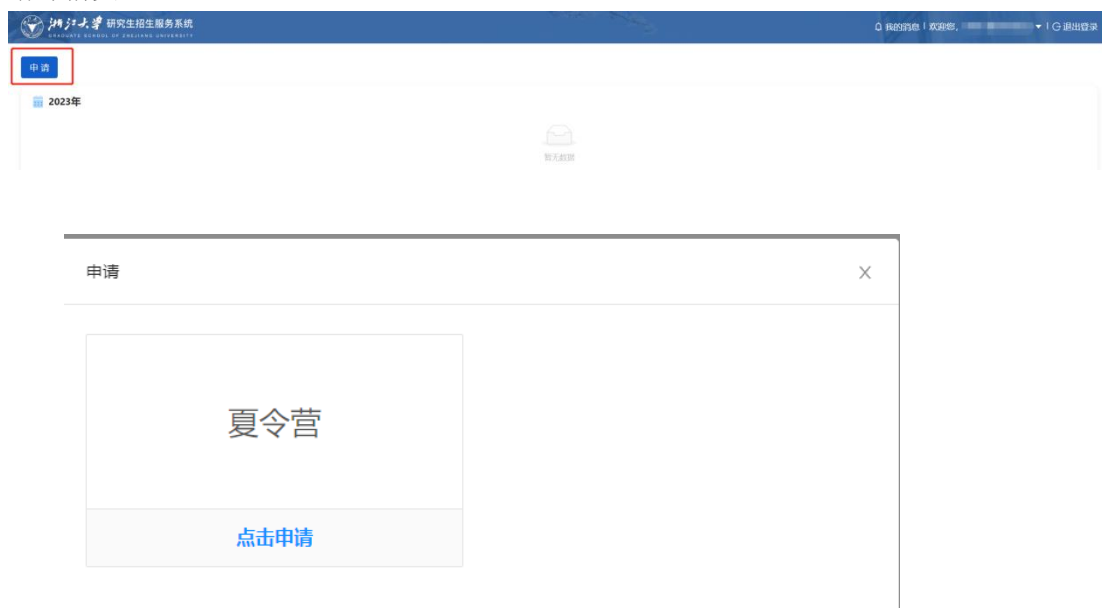 浙江大学 研究生招生服务系统
GRADUATE SCHOOL OF ZHEJIANG UNIVERSITY
我的消息 | 欢迎您, | 退出登录
申请
2023年
暂无数据
申请
夏令营
点击申请